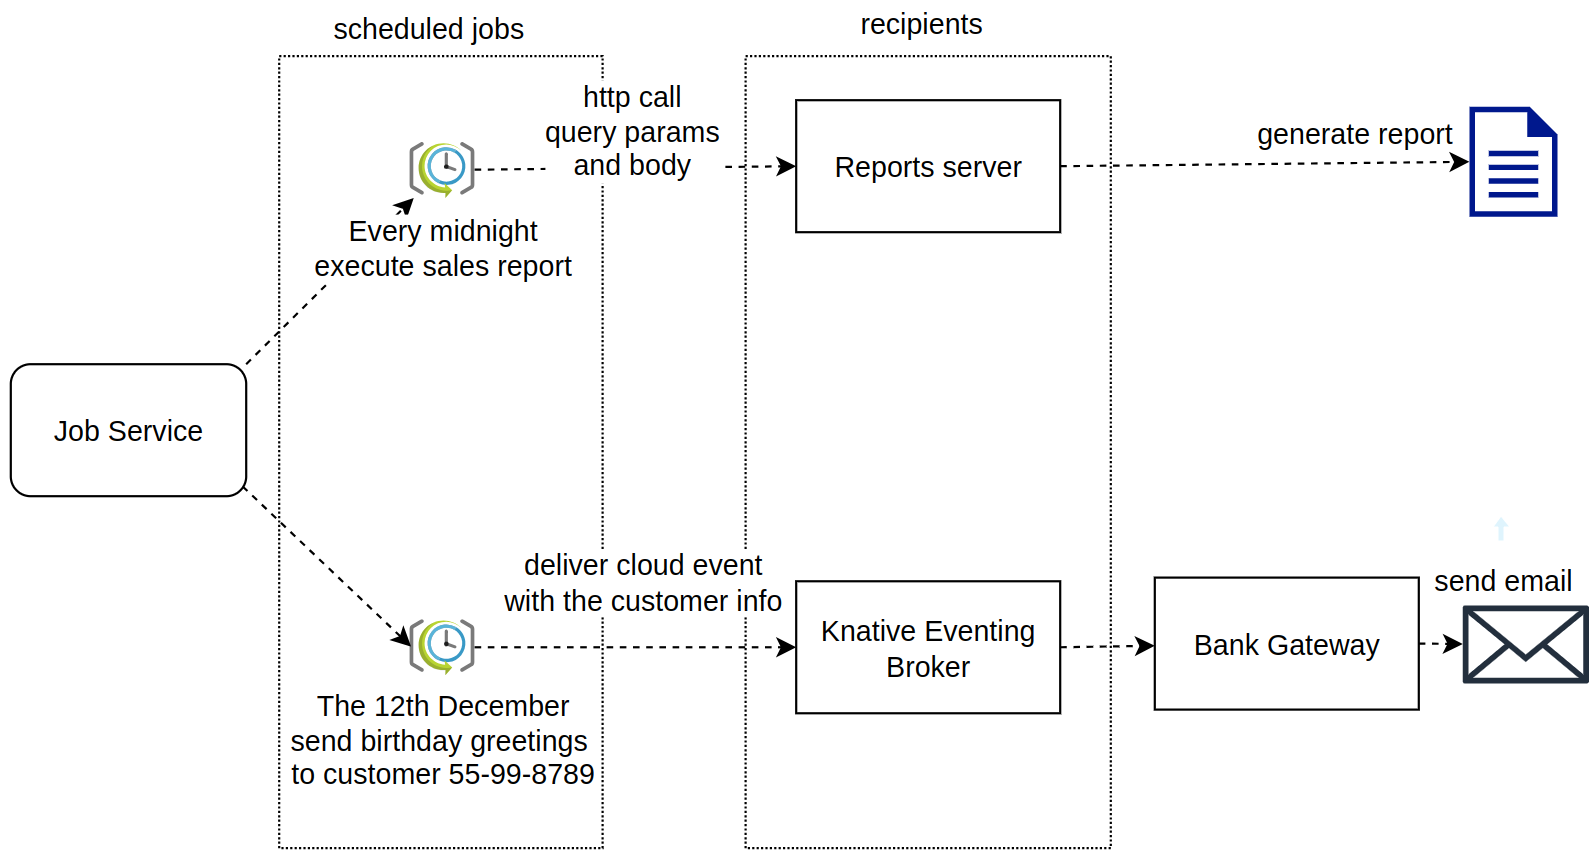 scheduled jobs
recipients
http call
query params
and body
Reports server
generate report
Every midnight
execute sales report
Job Service
deliver cloud event
with the customer info
Knative Eventing
Broker
Bank Gateway
send email
The 12th December
send birthday greetings
to customer 55-99-8789